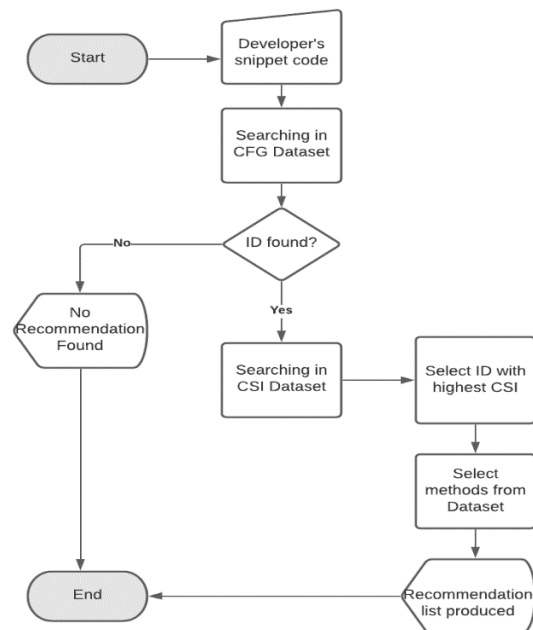 Start
Developer's
snippet code
Searching in
CFG Dataset
ID found?
No
Yes
No
Recommendation
Found
Searching in
CSI Dataset
Select ID with
highest CSI
Select
methods from
Dataset
Recommendation
list produced
End